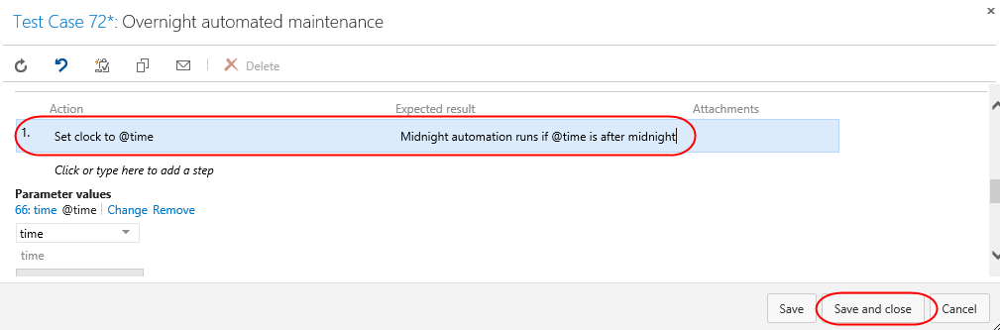 Test Case 72*: Overnight automated maintenance
Delete
Action Expected result Attachments
1. Set clock to @time Midnight automation runs if @time is after midnight
Click or type here to add a step
Parameter values
66: time @time Change Remove
time
time
Save Save and close Cancel